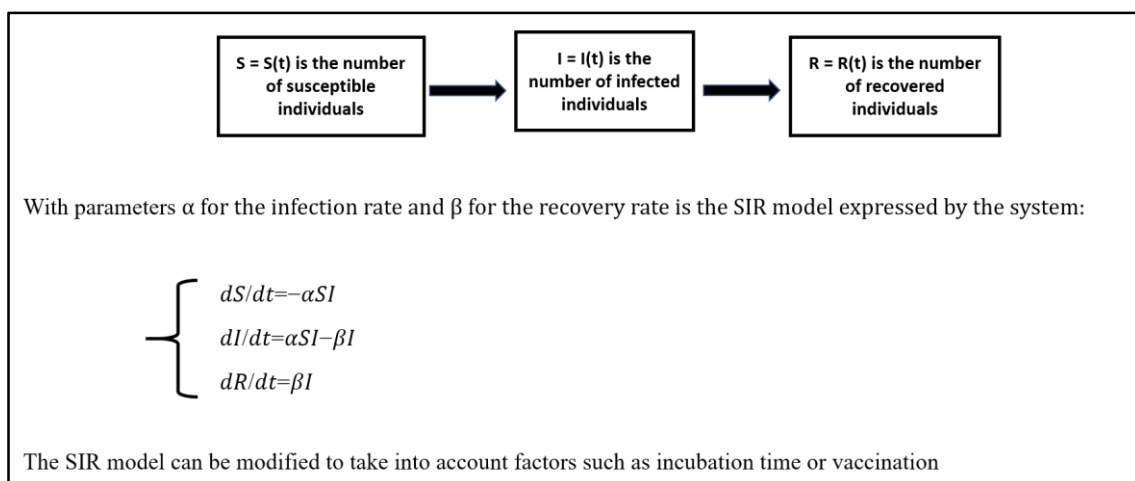 S = S(t) is the number
of susceptible
individuals
I = I(t) is the
number of infected
individuals
R = R(t) is the number
of recovered
individuals
With parameters α for the infection rate and β for the recovery rate is the SIR model expressed by the system:
dS/dt=−αSI
dI/dt=αSI−βI
dR/dt=βI
The SIR model can be modified to take into account factors such as incubation time or vaccination